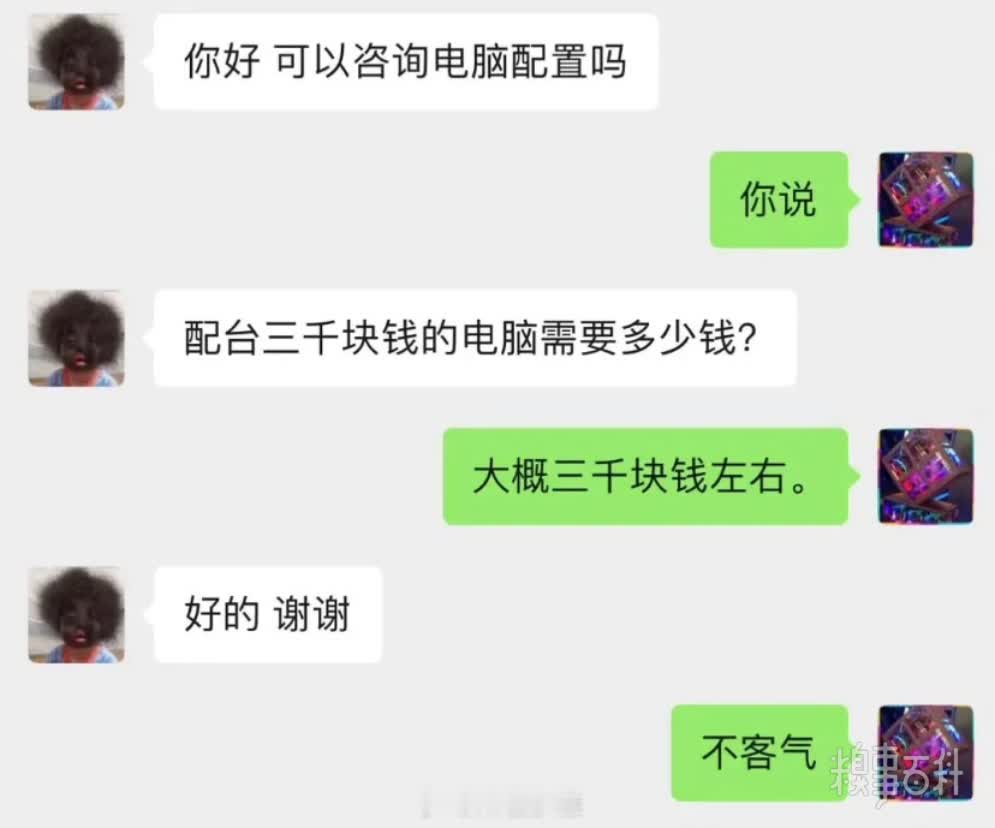 你好 可以咨询电脑配置吗
你说
配台三千块钱的电脑需要多少钱?
大概三千块钱左右。
好的 谢谢
不客气
糗事百科